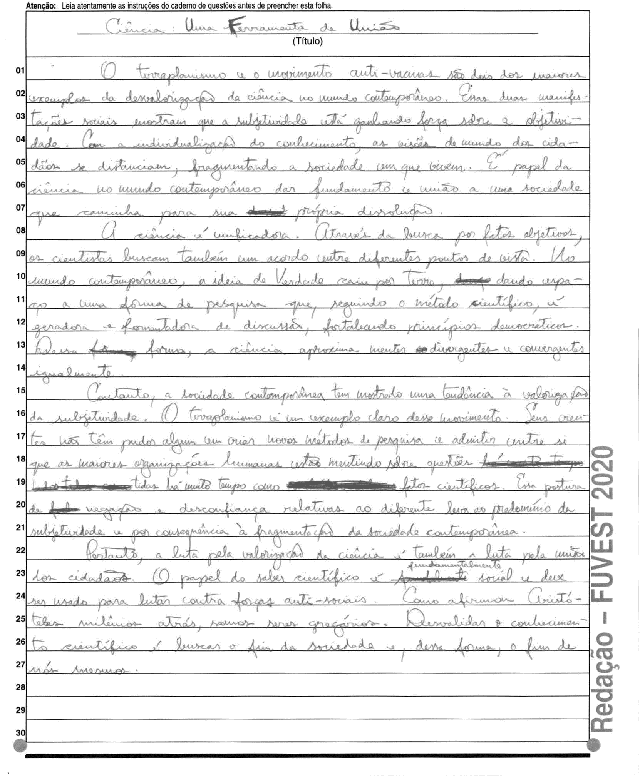 Atenção: Leia atentamente as instruções do caderno de questões antes de preencher esta folha.
Ciência: Uma Ferramenta de União
(Título)
01 O terraplanismo e o movimento anti-vacinas são dois dos maiores
02 exemplos da desvalorização da ciência no mundo contemporâneo. Essas duas manifes-
03 tações sociais mostram que a subjetividade está ganhando força sobre a objetivi-
04 dade. Com a individualização do conhecimento, as visões de mundo dos cida-
05 dãos se distanciam, fragmentando a sociedade em que vivem. É papel da
06 ciência no mundo contemporâneo dar fundamento e união a uma sociedade
07 que caminha para sua própria dissolução.
08 A ciência é unificadora. Através da busca por fatos objetivos,
09 os cientistas buscam também um acordo entre diferentes pontos de vista. No
10 mundo contemporâneo, a ideia de Verdade caiu por terra, dando espa-
11 ço a uma forma de pesquisa que, seguindo o método científico, é
12 geradora e fomentadora de discussão, fortalecendo princípios democráticos.
13 Dessa forma, a ciência aproxima mentes divergentes e convergentes
14 igualmente.
15 Contudo, a sociedade contemporânea tem mostrado uma tendência à valorização
16 da subjetividade. O terraplanismo é um exemplo claro desse movimento. Seus cren-
17 tes não têm pudor algum em criar novos métodos de pesquisa e admitir entre si
18 que as maiores organizações humanas estão mentindo sobre questões
19 tidas há muito tempo como fatos científicos. Essa postura
20 de negação e desconfiança relativas ao diferente leva ao predomínio da
21 subjetividade e por consequência à fragmentação da sociedade contemporânea.
22 Portanto, a luta pela valorização da ciência é também a luta pela união
23 dos cidadãos. O papel do saber científico é fundamentalmente social e deve
24 ser usado para lutar contra forças anti-sociais. Como afirmou Aristó-
25 teles milênios atrás, somos seres gregários. Desvalidar o conhecimen-
26 to científico é buscar o fim da sociedade e, dessa forma, o fim de
27 nós mesmos.
28
29
30
Redação – FUVEST 2020